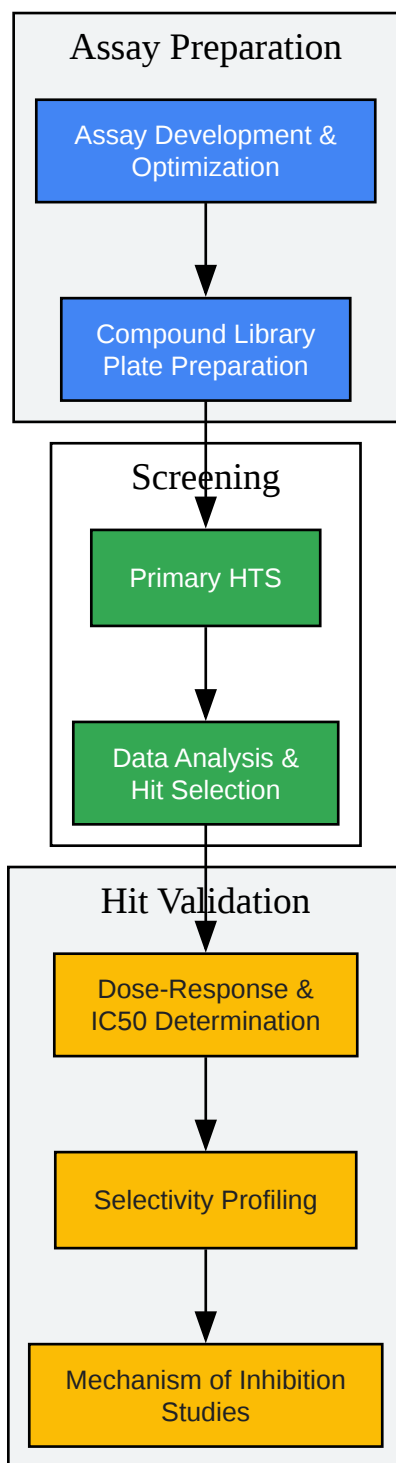 Assay Preparation
Assay Development &
Optimization
Compound Library
Plate Preparation
Screening
Primary HTS
Data Analysis &
Hit Selection
Hit Validation
Dose-Response &
IC50 Determination
Selectivity Profiling
Mechanism of Inhibition
Studies